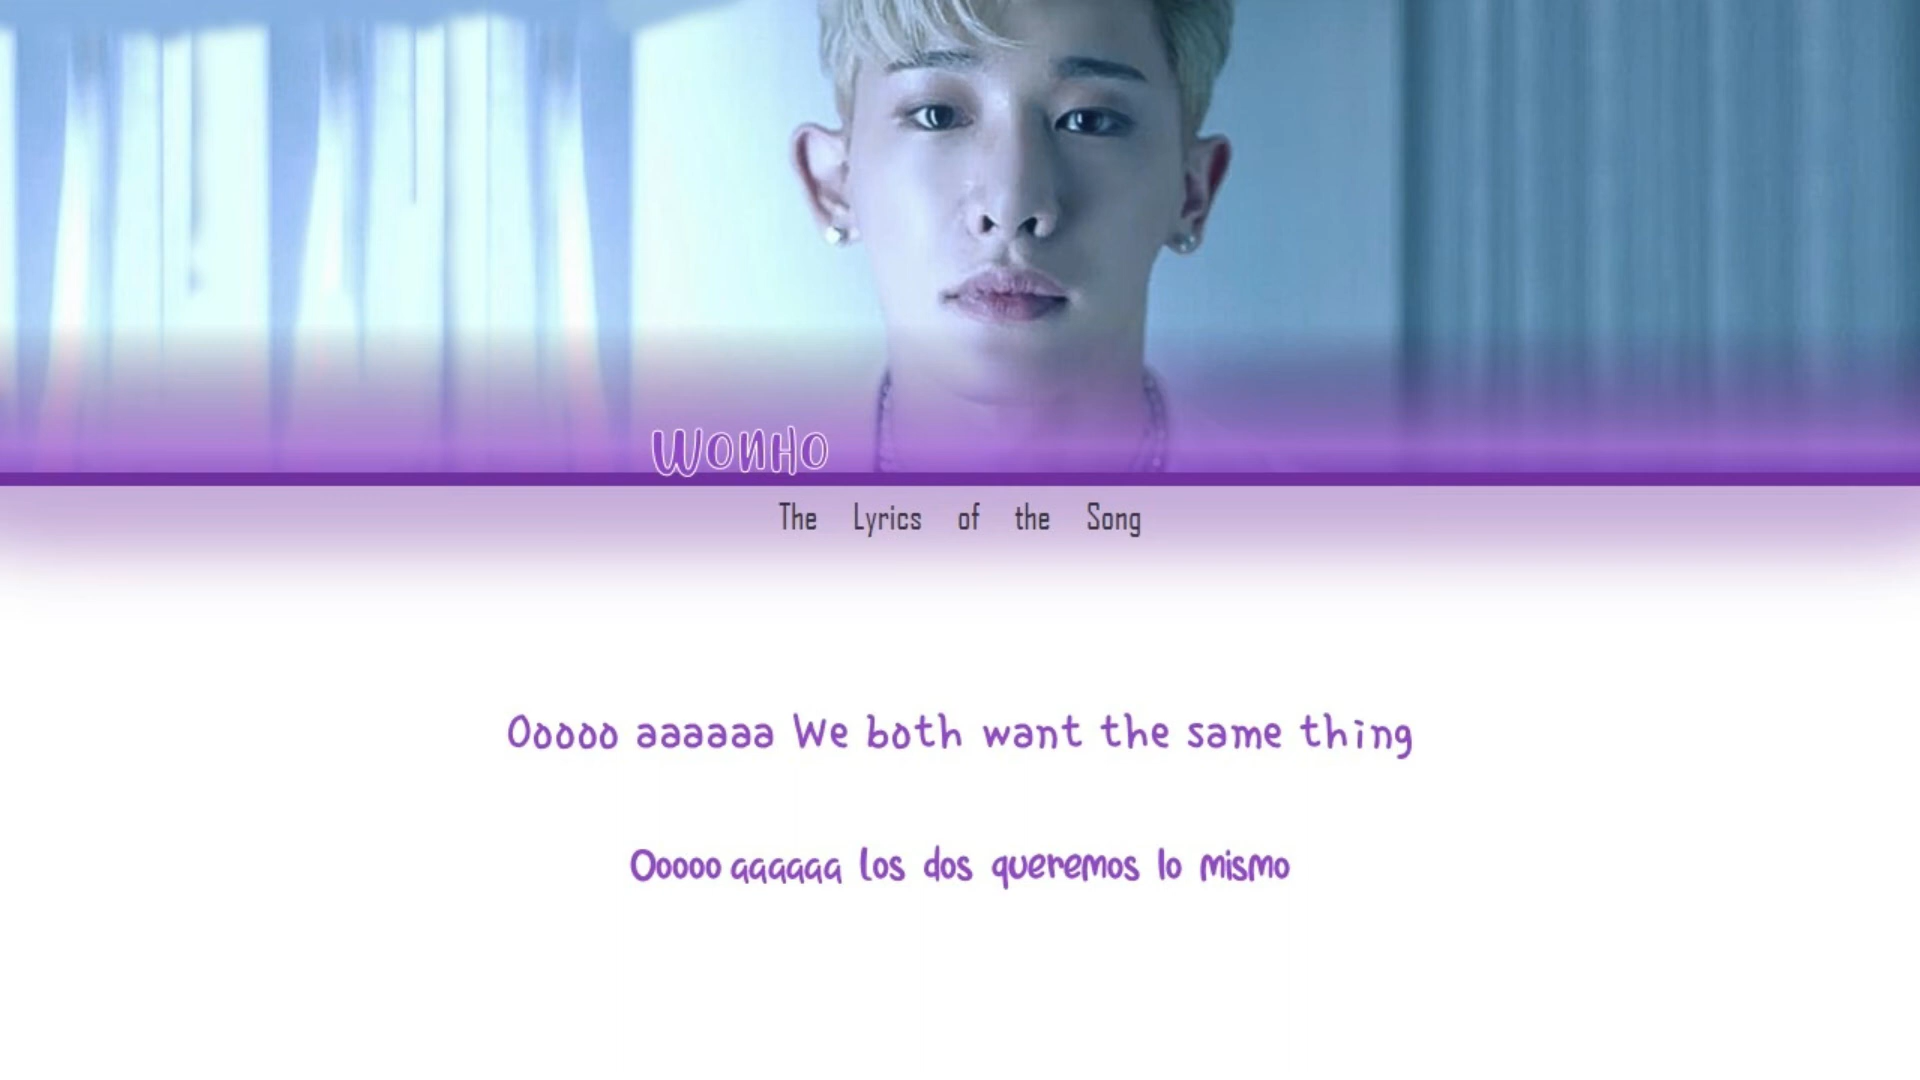 WONHO
The Lyrics of the Song
Ooooo aaaaaa We both want the same thing
Ooooo aaaaaa los dos queremos lo mismo